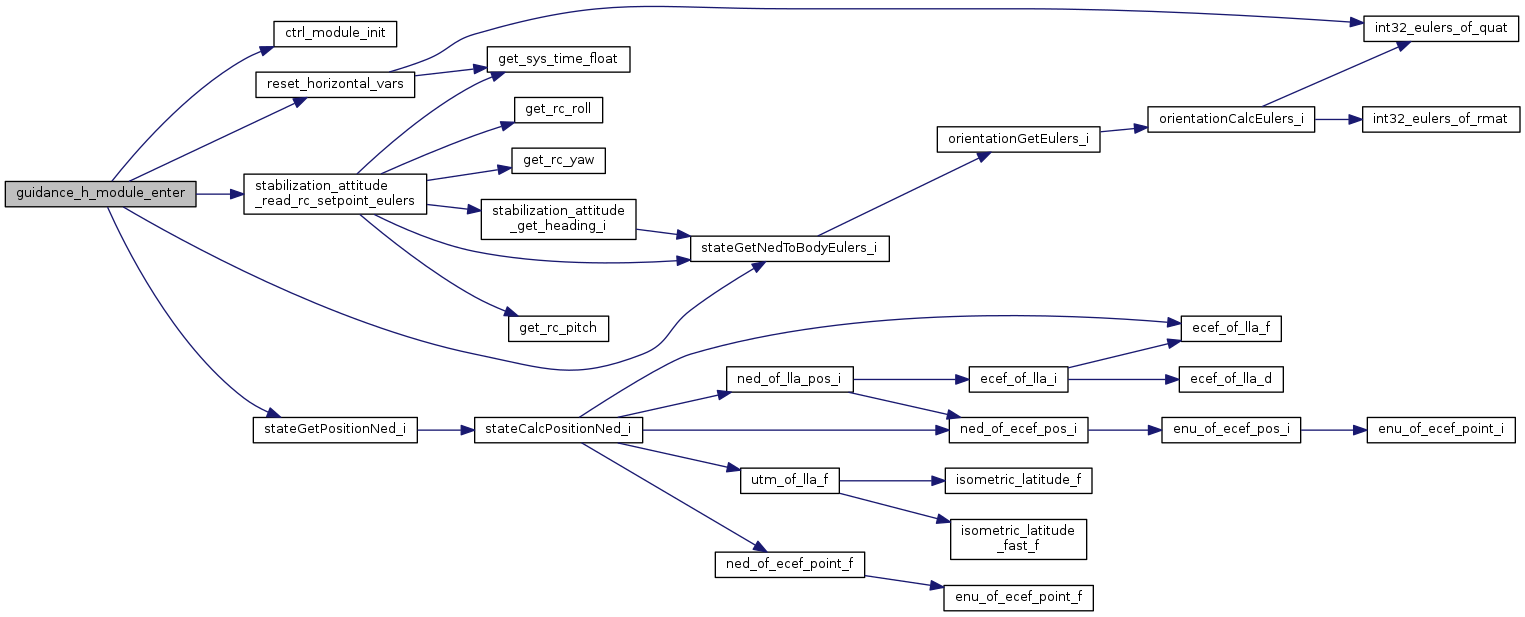 guidance_h_module_enter
ctrl_module_init
reset_horizontal_vars
stabilization_attitude
_read_rc_setpoint_eulers
stateGetPositionNed_i
get_sys_time_float
get_rc_roll
get_rc_yaw
stabilization_attitude
_get_heading_i
get_rc_pitch
stateCalcPositionNed_i
stateGetNedToBodyEulers_i
ned_of_lla_pos_i
utm_of_lla_f
ned_of_ecef_point_f
orientationGetEulers_i
ecef_of_lla_i
ned_of_ecef_pos_i
isometric_latitude_f
isometric_latitude
_fast_f
enu_of_ecef_point_f
orientationCalcEulers_i
ecef_of_lla_f
ecef_of_lla_d
enu_of_ecef_pos_i
int32_eulers_of_quat
int32_eulers_of_rmat
enu_of_ecef_point_i